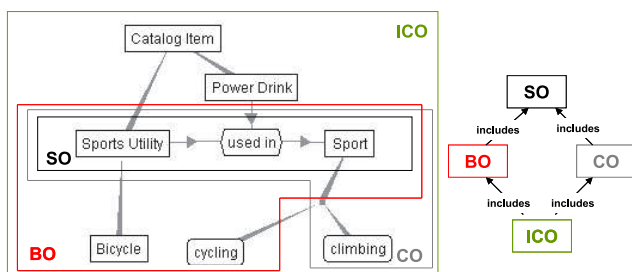 Catalog Item
ICO
Power Drink
SO
Sports Utility
used in
Sport
BO
Bicycle
cycling
climbing
CO
SO
includes
includes
BO
CO
includes
includes
ICO